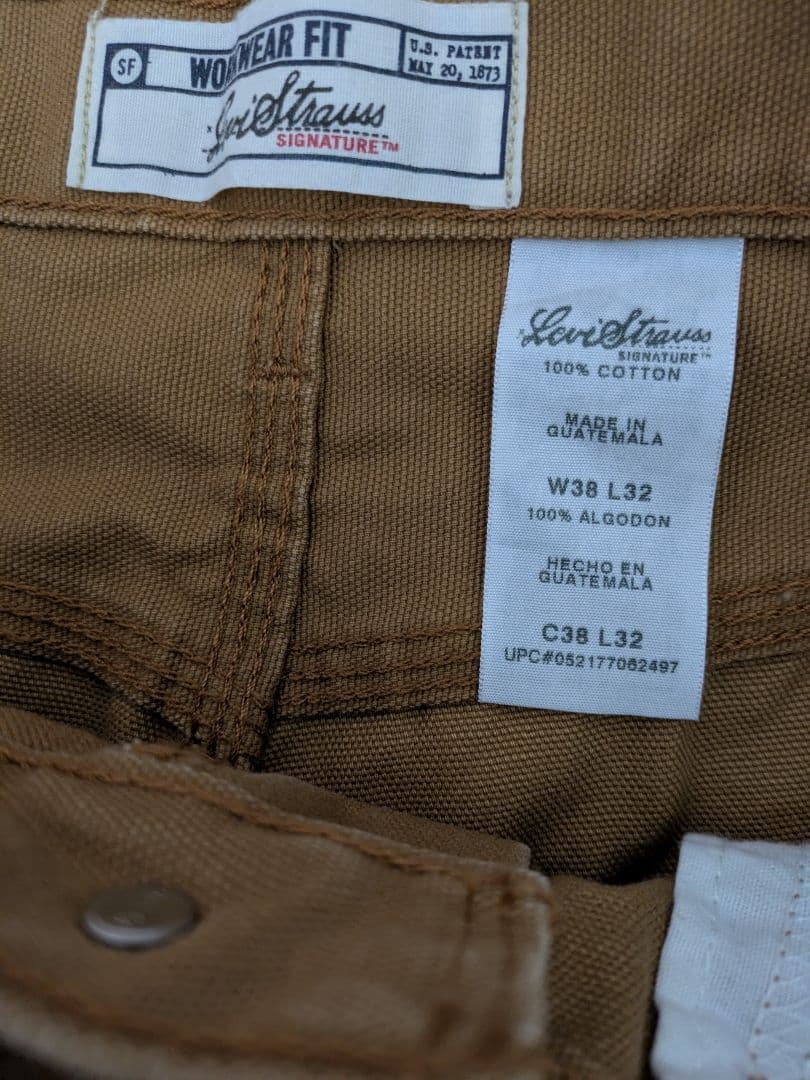 SF
WORKWEAR FIT
U.S. PATENT
MAY 20, 1873
Levi Strauss
SIGNATURE™
Levi Strauss
SIGNATURE™
100% COTTON
MADE IN
GUATEMALA
W38 L32
100% ALGODON
HECHO EN
GUATEMALA
C38 L32
UPC#052177062497